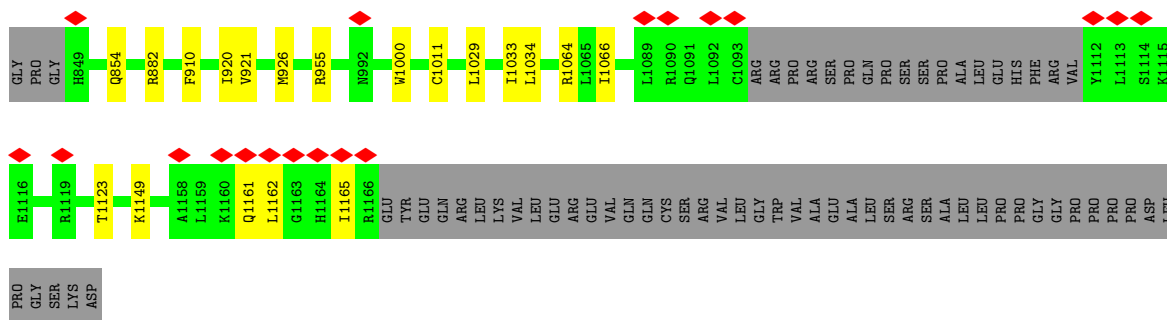 GLY PRO GLY H849 Q854 R882 F910 I920 V921 M926 R955 N992 W1000 C1011 L1029 I1033 L1034 R1064 L1065 I1066 L1089 R1090 Q1091 L1092 C1093 ARG ARG PRO ARG SER PRO GLN PRO SER SER PRO ALA LEU GLU HIS PHE ARG VAL Y1112 L1113 S1114 K1115
E1116 R1119 T1123 K1149 A1158 L1159 K1160 Q1161 L1162 G1163 H1164 I1165 R1166 GLU TYR GLU GLN ARG LEU LYS VAL LEU GLU ARG GLU VAL GLN GLN CYS SER ARG VAL LEU GLY TRP VAL ALA GLU ALA LEU SER ARG SER ALA LEU LEU PRO PRO GLY GLY PRO PRO PRO PRO ASP LEU
PRO GLY SER LYS ASP